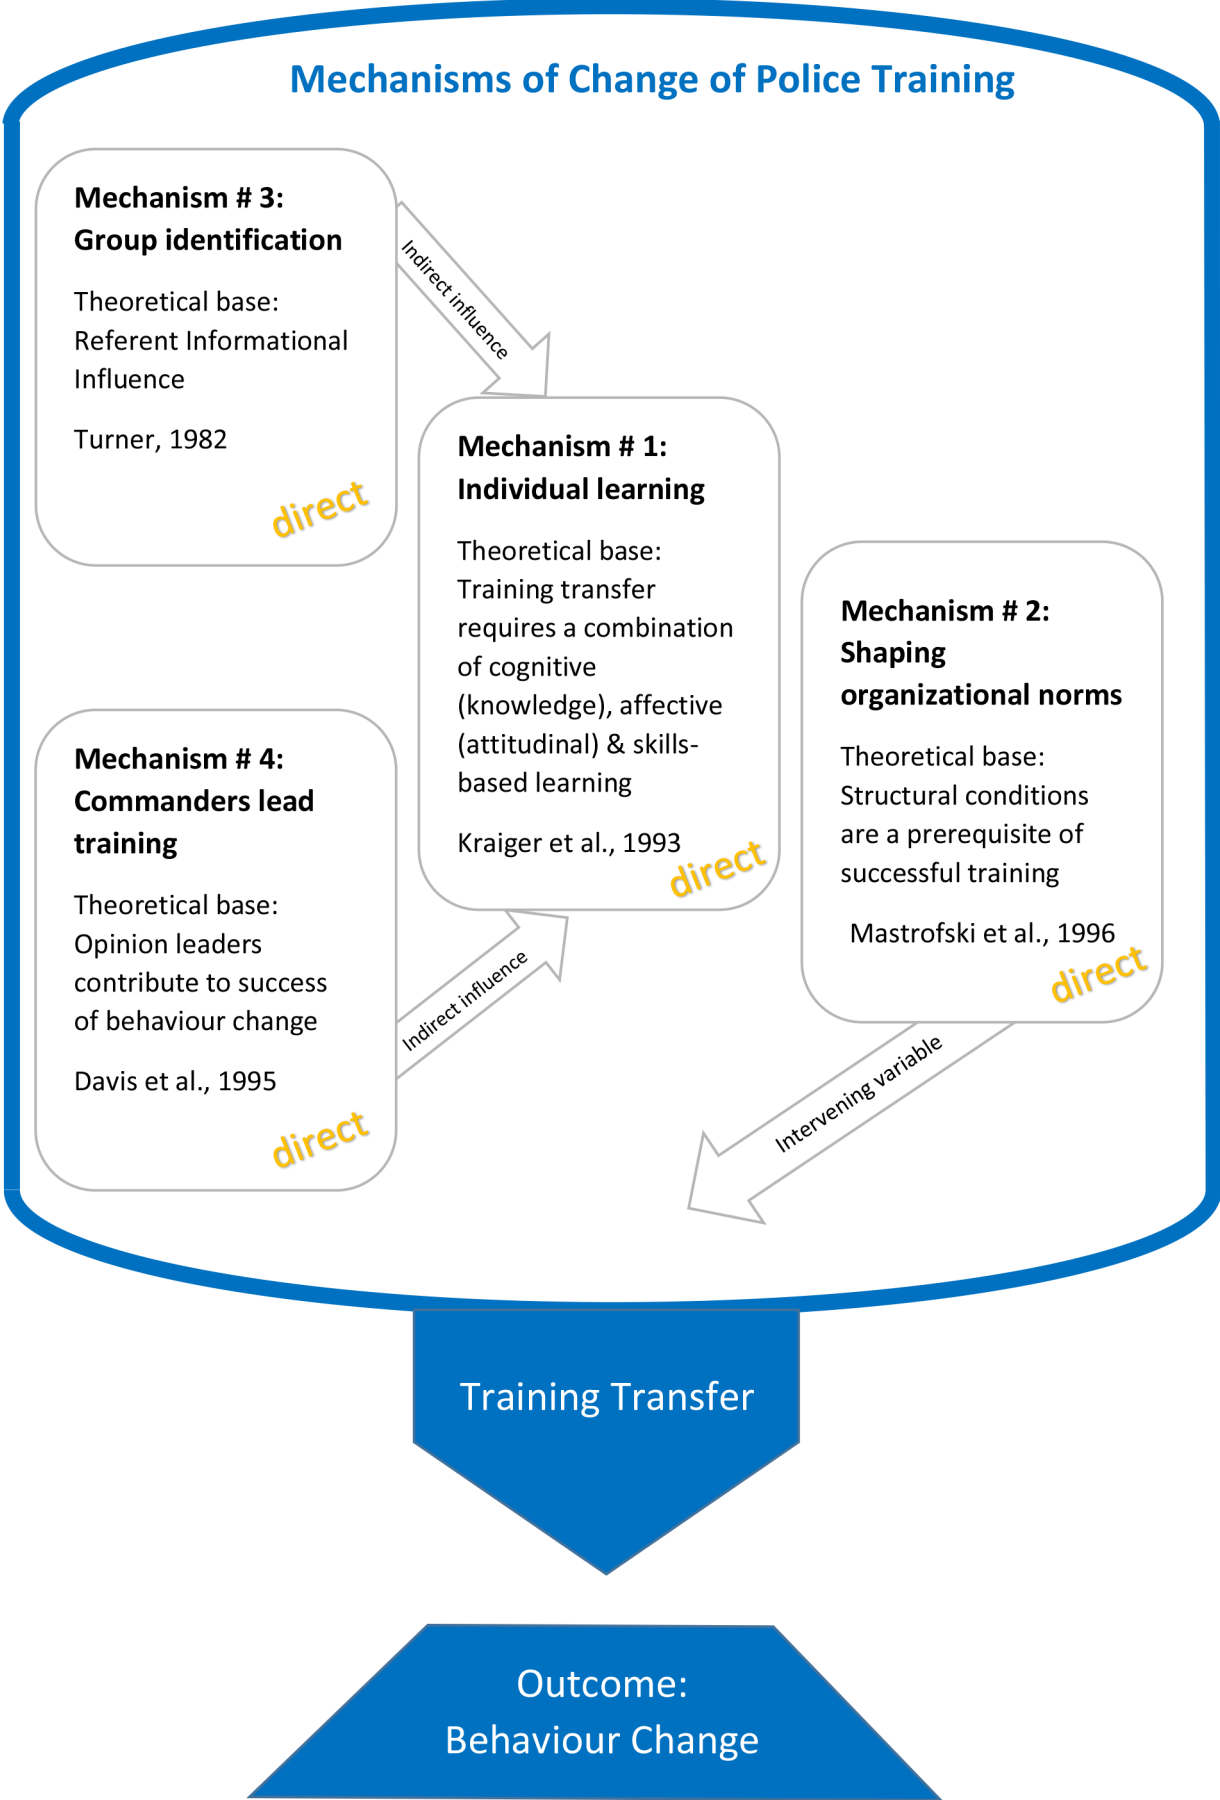 Mechanisms of Change of Police Training
Mechanism # 3:
Group identification
Theoretical base:
Referent Informational
Influence
Turner, 1982
direct
Indirect influence
Mechanism # 1:
Individual learning
Theoretical base:
Training transfer
requires a combination
of cognitive
(knowledge), affective
(attitudinal) & skills-
based learning
Kraiger et al., 1993
direct
Mechanism # 2:
Shaping
organizational norms
Theoretical base:
Structural conditions
are a prerequisite of
successful training
Mastrofski et al., 1996
direct
Mechanism # 4:
Commanders lead
training
Theoretical base:
Opinion leaders
contribute to success
of behaviour change
Davis et al., 1995
direct
Indirect influence
Intervening variable
Training Transfer
Outcome:
Behaviour Change